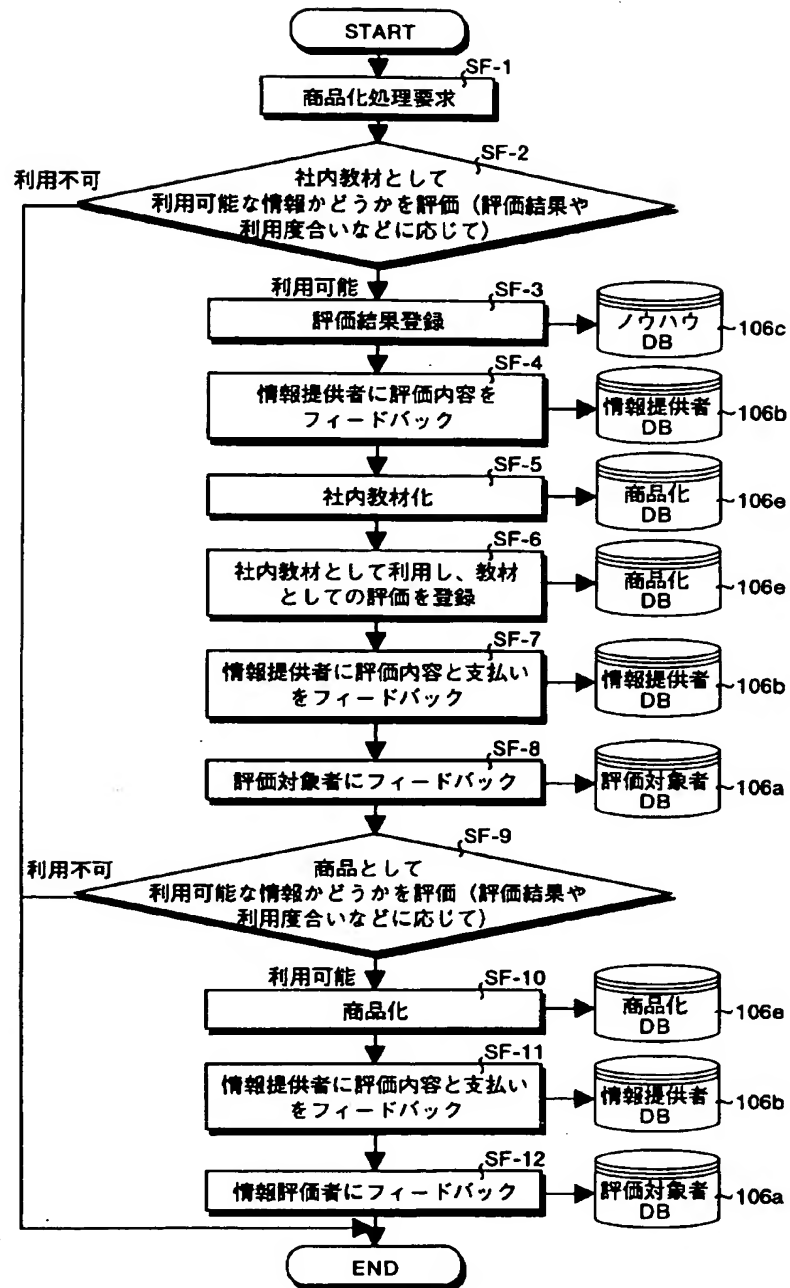 START
SF-1
商品化処理要求
SF-2
利用不可
社内教材として
利用可能な情報かどうかを評価（評価結果や
利用度合いなどに応じて）
利用可能
SF-3
評価結果登録
ノウハウ
DB
106c
SF-4
情報提供者に評価内容を
フィードバック
情報提供者
DB
106b
SF-5
社内教材化
商品化
DB
106e
SF-6
社内教材として利用し、教材
としての評価を登録
商品化
DB
106e
SF-7
情報提供者に評価内容と支払い
をフィードバック
情報提供者
DB
106b
SF-8
評価対象者にフィードバック
評価対象者
DB
106a
SF-9
利用不可
商品として
利用可能な情報かどうかを評価（評価結果や
利用度合いなどに応じて）
利用可能
SF-10
商品化
商品化
DB
106e
SF-11
情報提供者に評価内容と支払い
をフィードバック
情報提供者
DB
106b
SF-12
情報評価者にフィードバック
評価対象者
DB
106a
END